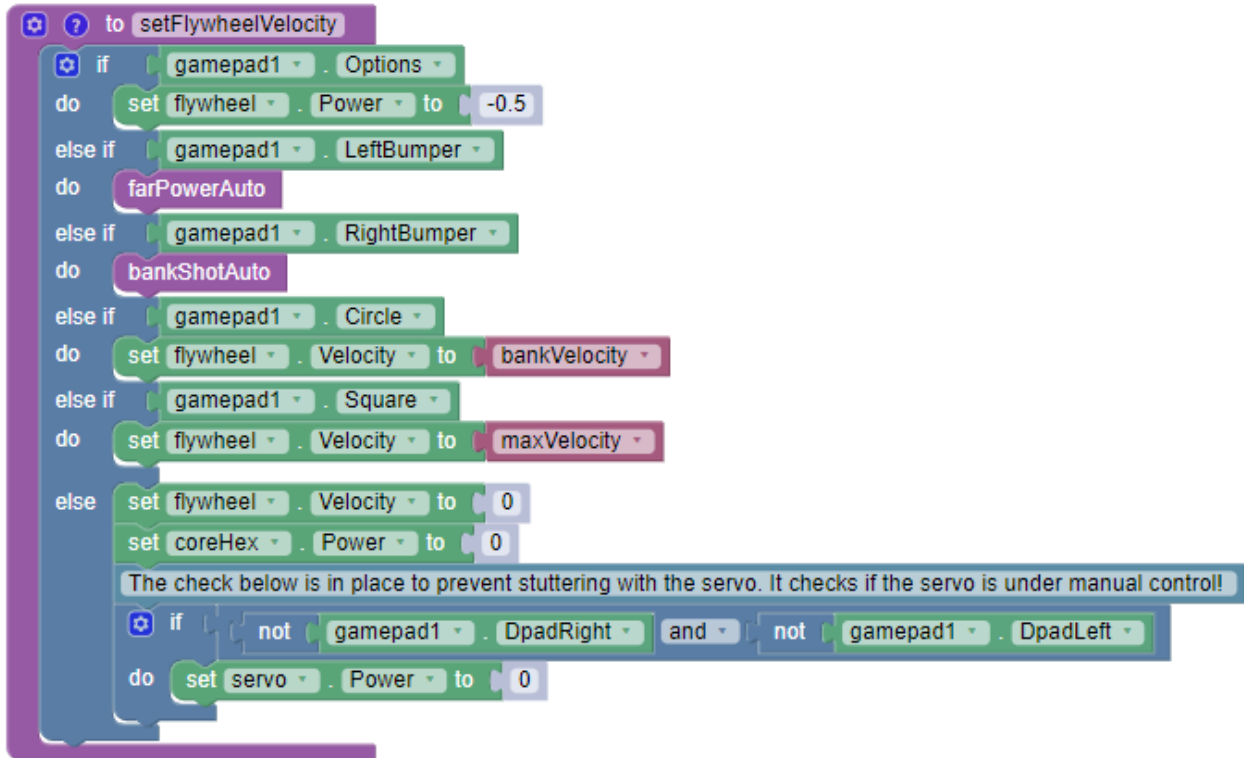 ? to setFlywheelVelocity
if gamepad1 . Options
do set flywheel . Power to -0.5
else if gamepad1 . LeftBumper
do farPowerAuto
else if gamepad1 . RightBumper
do bankShotAuto
else if gamepad1 . Circle
do set flywheel . Velocity to bankVelocity
else if gamepad1 . Square
do set flywheel . Velocity to maxVelocity
else set flywheel . Velocity to 0
set coreHex . Power to 0
The check below is in place to prevent stuttering with the servo. It checks if the servo is under manual control!
if not gamepad1 . DpadRight and not gamepad1 . DpadLeft
do set servo . Power to 0